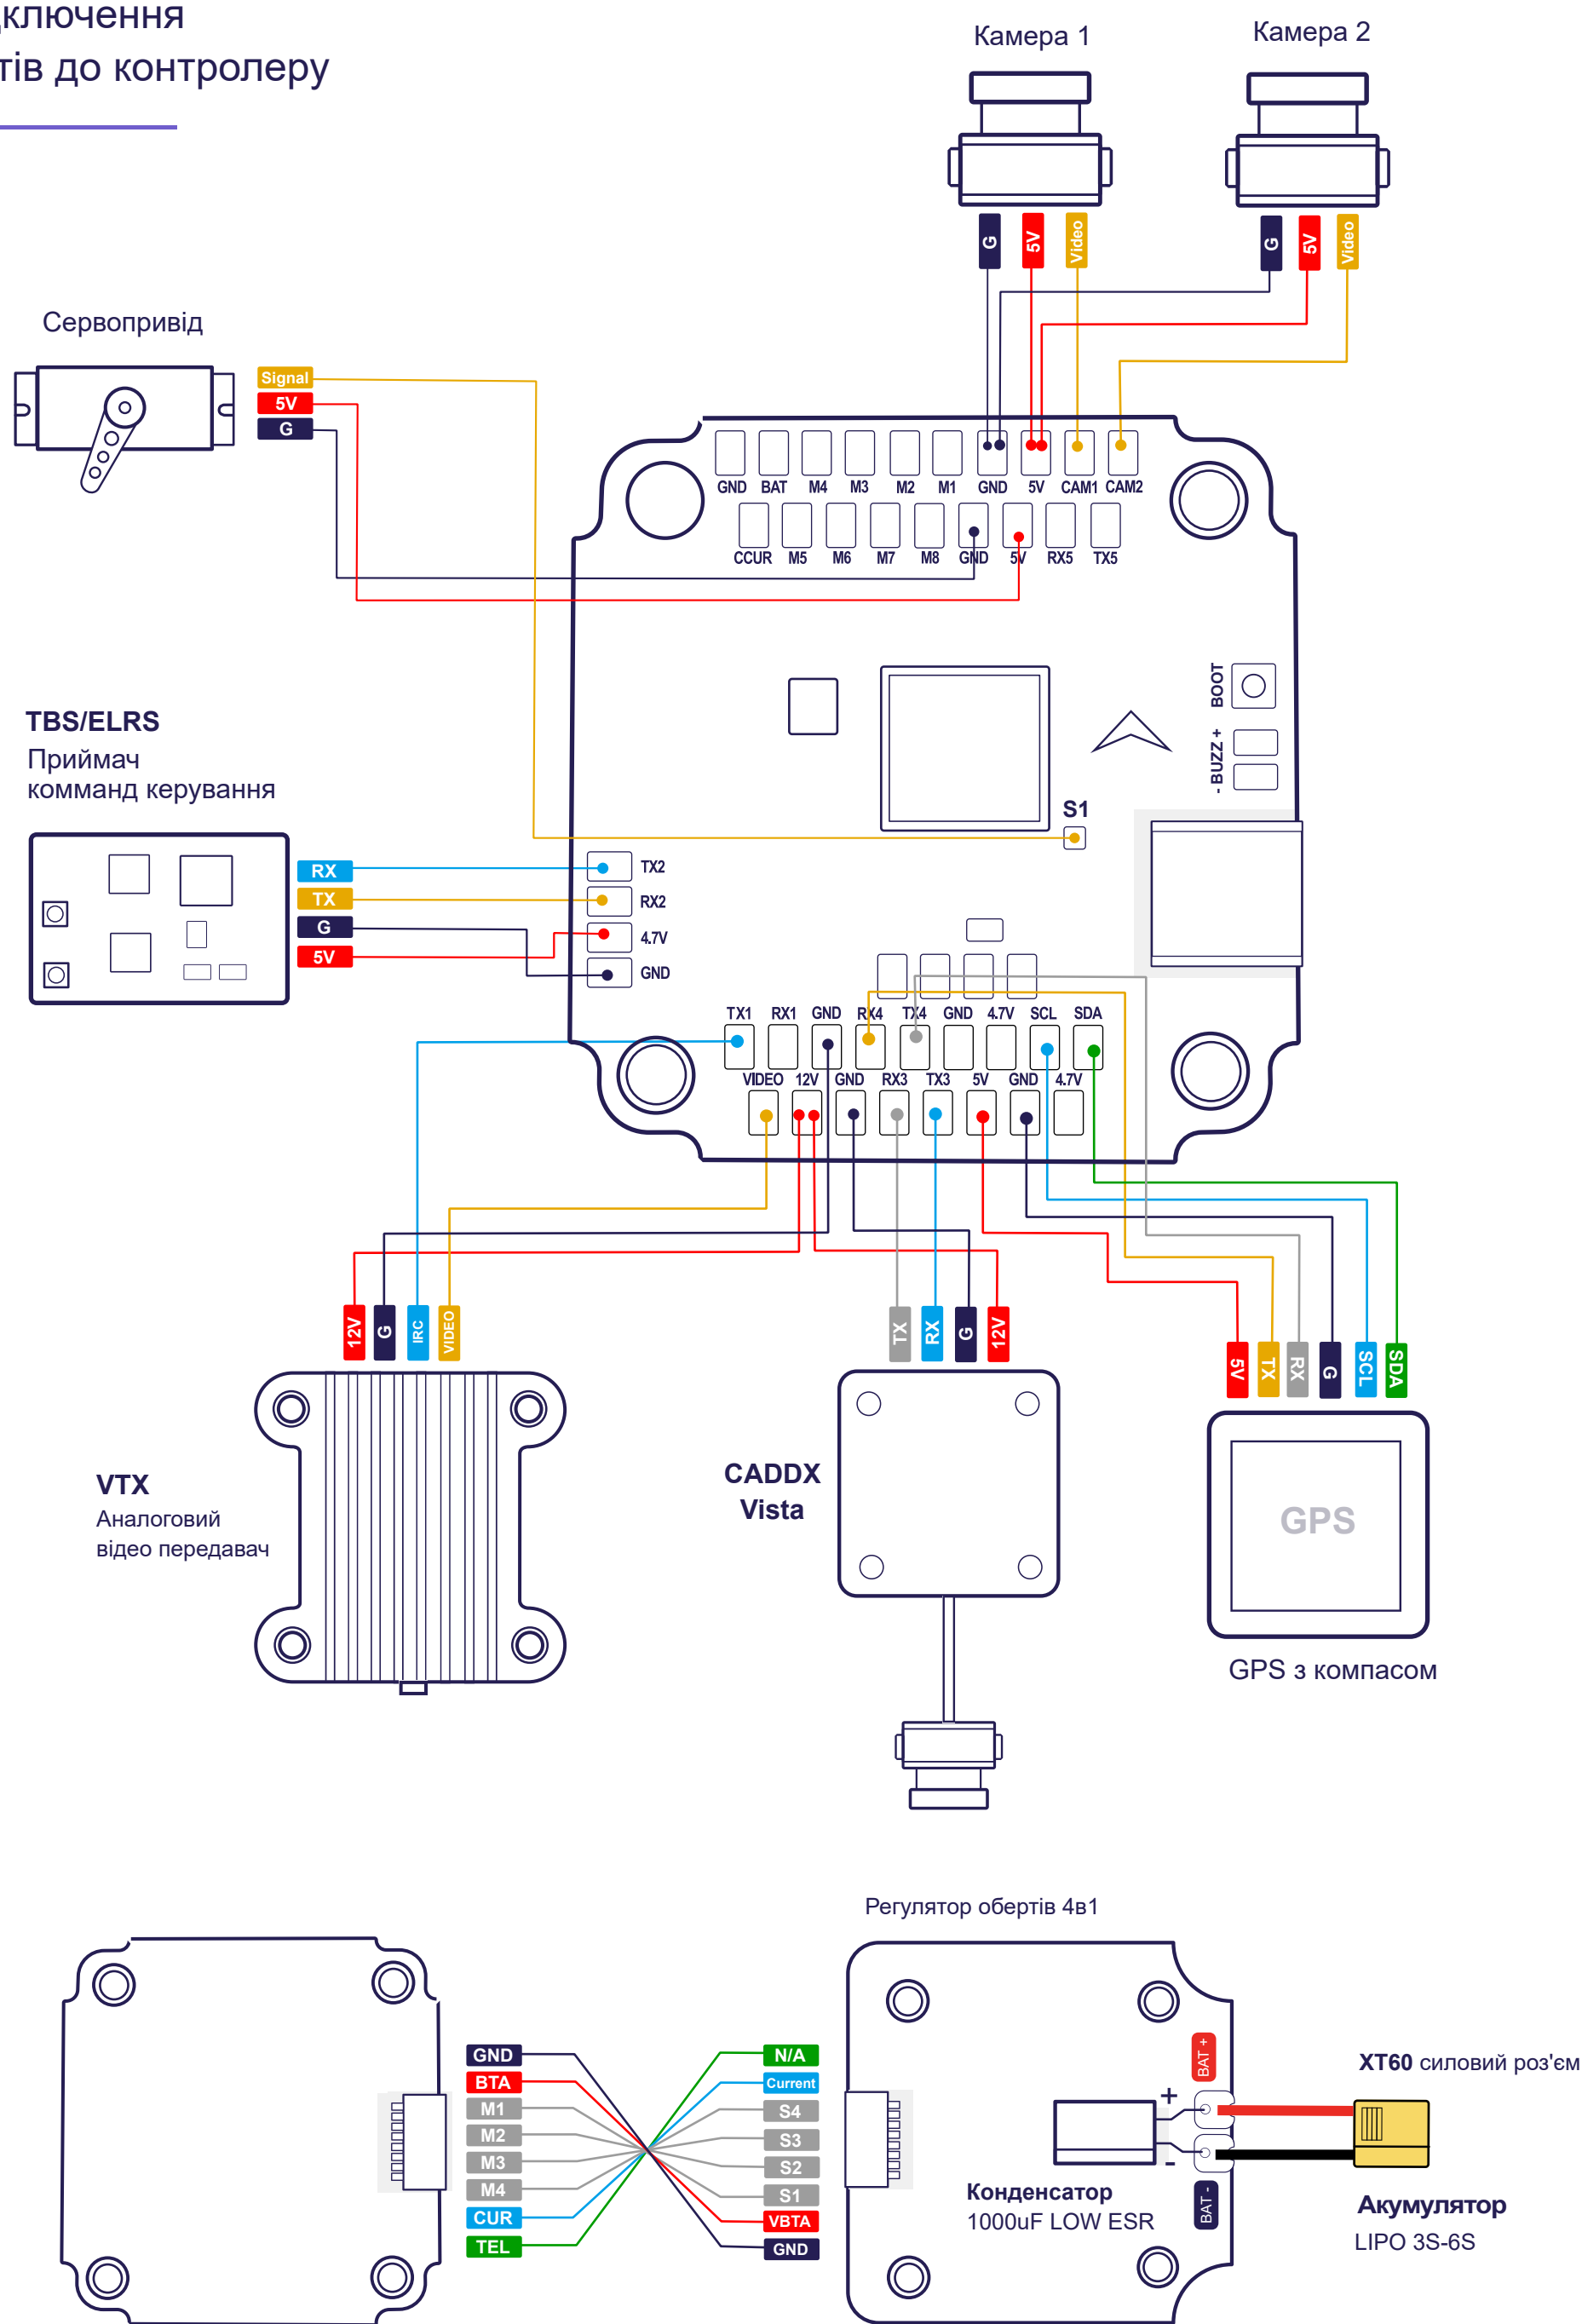 ключення
тів до контролеру
Камера 1
Камера 2
G
5V
Video
G
5V
Video
Сервопривід
Signal
5V
G
GND BAT M4 M3 M2 M1 GND 5V CAM1 CAM2
CCUR M5 M6 M7 M8 GND 5V RX5 TX5
BOOT
- BUZZ +
S1
TBS/ELRS
Приймач
комманд керування
RX
TX
G
5V
TX2
RX2
4.7V
GND
TX1 RX1 GND RX4 TX4 GND 4.7V SCL SDA
VIDEO 12V GND RX3 TX3 5V GND 4.7V
12V
G
IRC
VIDEO
TX
RX
G
12V
5V
TX
RX
G
SCL
SDA
VTX
Аналоговий
відео передавач
CADDX
Vista
GPS
GPS з компасом
Регулятор обертів 4в1
GND
BTA
M1
M2
M3
M4
CUR
TEL
N/A
Current
S4
S3
S2
S1
VBTA
GND
BAT +
+
-
BAT -
Конденсатор
1000uF LOW ESR
XT60 силовий роз'єм
Акумулятор
LIPO 3S-6S